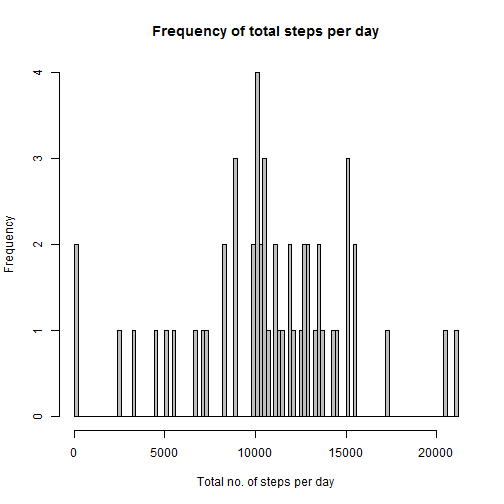 Frequency of total steps per day
Frequency
4
3
2
1
0
0 5000 10000 15000 20000
Total no. of steps per day